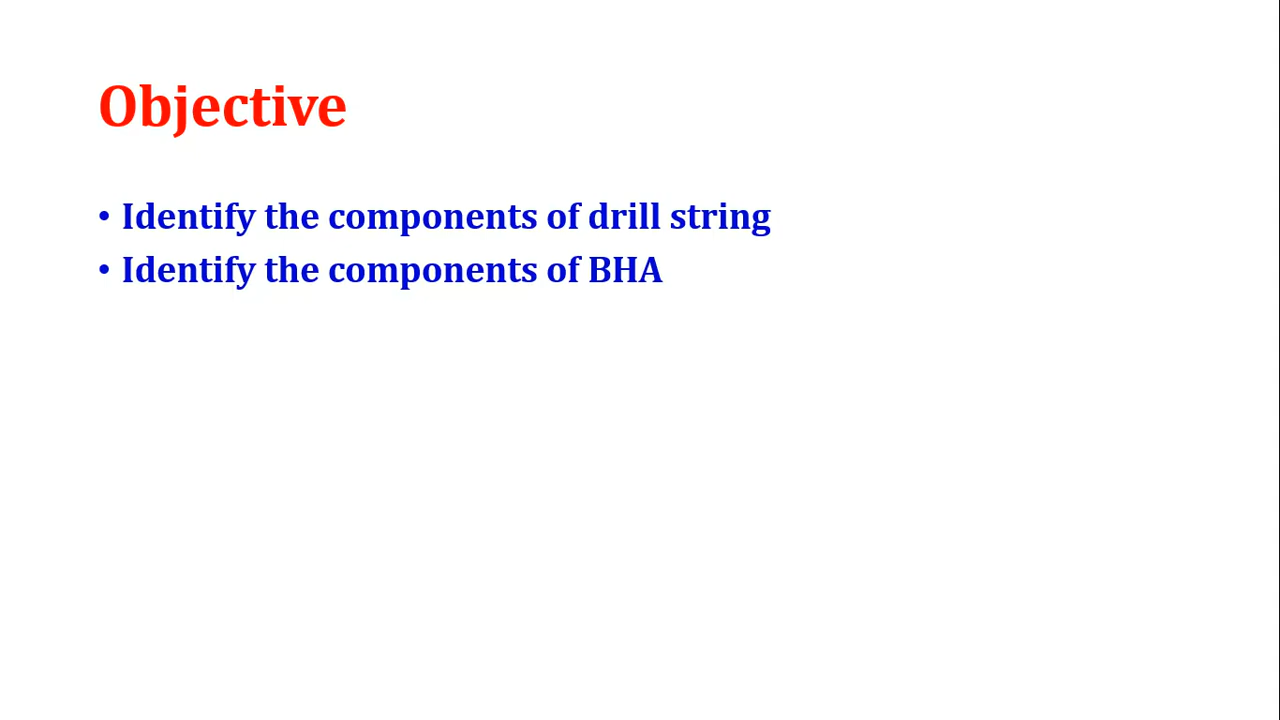 Objective
• Identify the components of drill string
• Identify the components of BHA